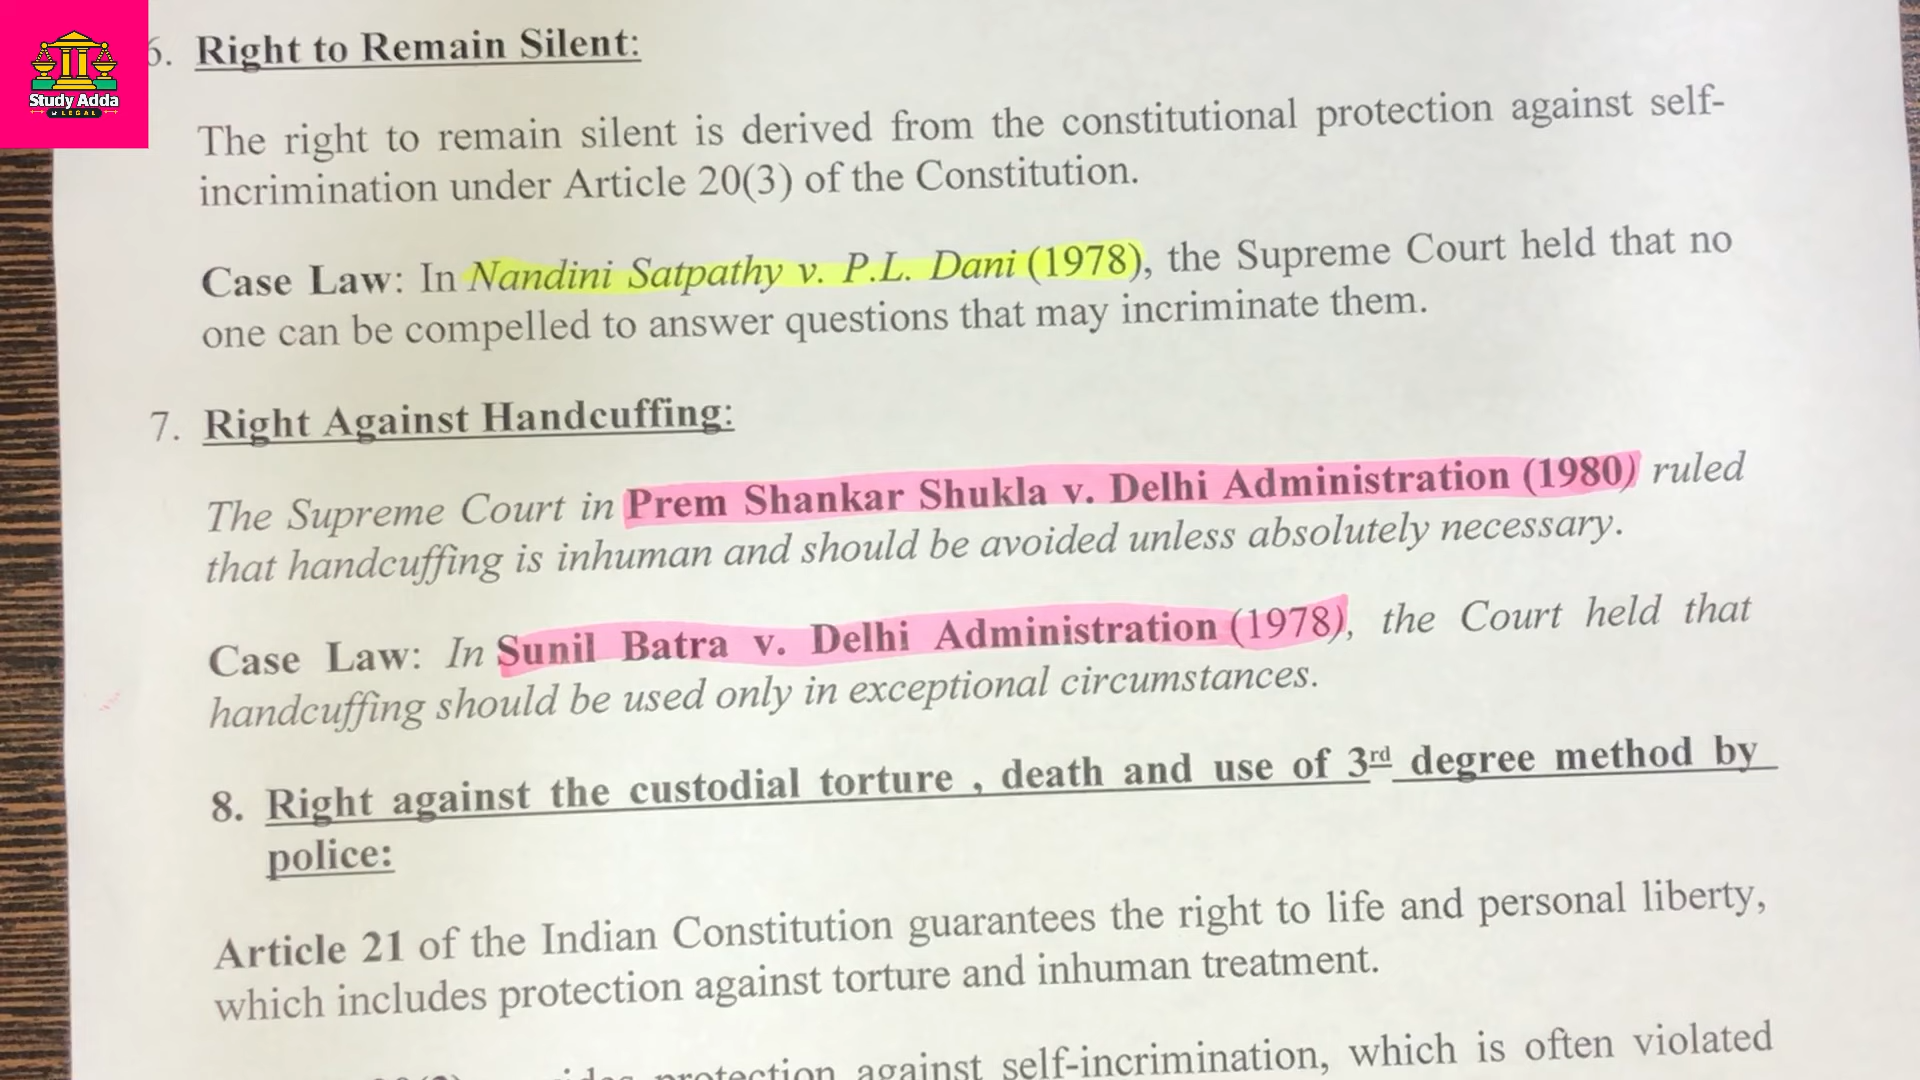 Study Adda
LEGAL
6. Right to Remain Silent:
The right to remain silent is derived from the constitutional protection against self-
incrimination under Article 20(3) of the Constitution.
Case Law: In Nandini Satpathy v. P.L. Dani (1978), the Supreme Court held that no
one can be compelled to answer questions that may incriminate them.
7. Right Against Handcuffing:
The Supreme Court in Prem Shankar Shukla v. Delhi Administration (1980) ruled
that handcuffing is inhuman and should be avoided unless absolutely necessary.
Case Law: In Sunil Batra v. Delhi Administration (1978), the Court held that
handcuffing should be used only in exceptional circumstances.
8. Right against the custodial torture , death and use of 3rd degree method by
police:
Article 21 of the Indian Constitution guarantees the right to life and personal liberty,
which includes protection against torture and inhuman treatment.
protection against self-incrimination, which is often violated